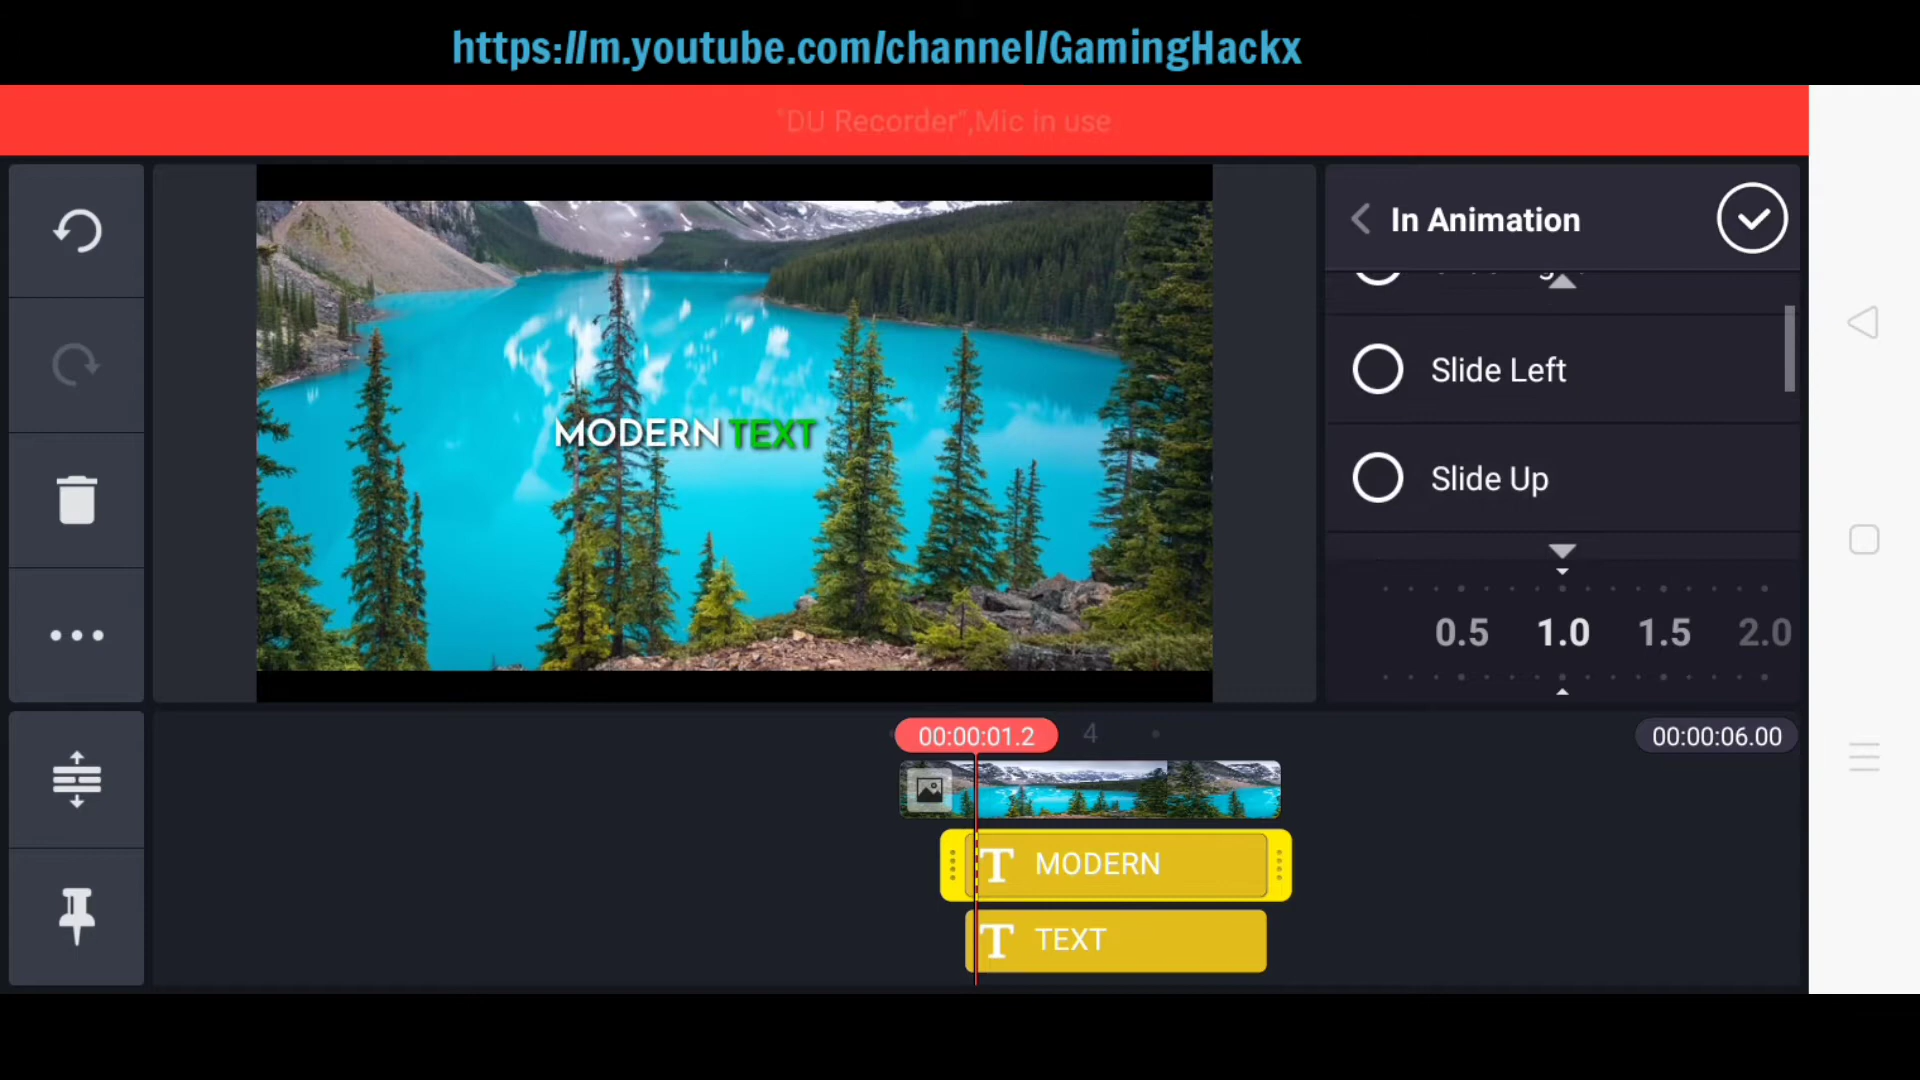 https://m.youtube.com/channel/GamingHackx
"DU Recorder",Mic in use
In Animation
Slide Left
MODERN TEXT
Slide Up
0.5 1.0 1.5 2.0
00:00:01.2 4 00:00:06.00
T MODERN
T TEXT